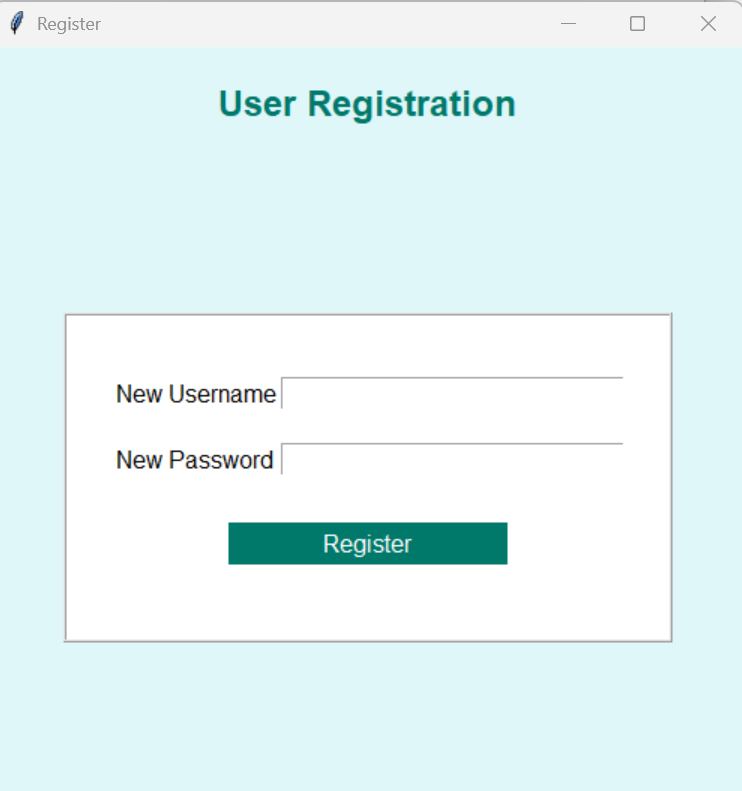 Register
User Registration
New Username
New Password
Register